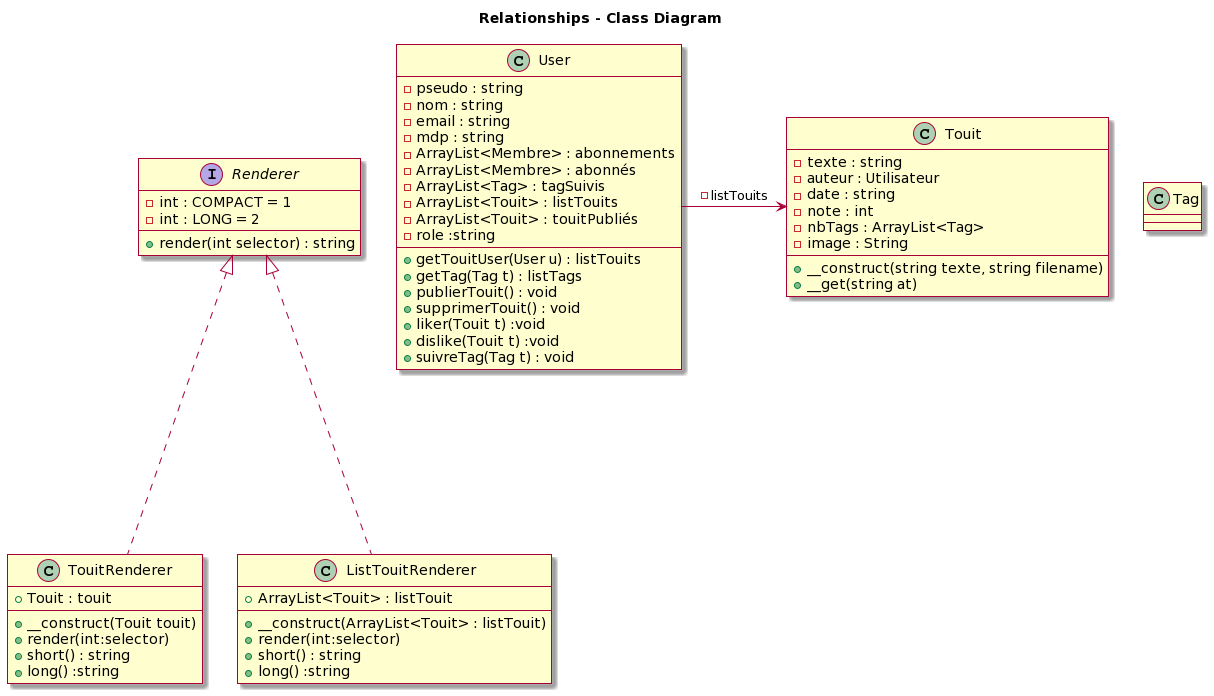 Relationships - Class Diagram
C User
pseudo : string
nom : string
email : string
mdp : string
ArrayList<Membre> : abonnements
ArrayList<Membre> : abonnés
ArrayList<Tag> : tagSuivis
ArrayList<Touit> : listTouits
ArrayList<Touit> : touitPubliés
role :string
getTouitUser(User u) : listTouits
getTag(Tag t) : listTags
publierTouit() : void
supprimerTouit() : void
liker(Touit t) :void
dislike(Touit t) :void
suivreTag(Tag t) : void
listTouits
C Touit
texte : string
auteur : Utilisateur
date : string
note : int
nbTags : ArrayList<Tag>
image : String
__construct(string texte, string filename)
__get(string at)
C Tag
I Renderer
int : COMPACT = 1
int : LONG = 2
render(int selector) : string
C TouitRenderer
Touit : touit
__construct(Touit touit)
render(int:selector)
short() : string
long() :string
C ListTouitRenderer
ArrayList<Touit> : listTouit
__construct(ArrayList<Touit> : listTouit)
render(int:selector)
short() : string
long() :string